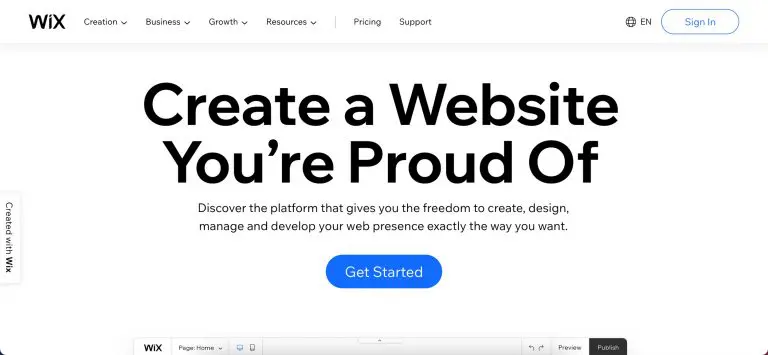 WiX Creation Business Growth Resources Pricing Support EN Sign In
Create a Website
You’re Proud Of
Discover the platform that gives you the freedom to create, design,
manage and develop your web presence exactly the way you want.
Get Started
Created with Wix
WiX Page: Home Preview Publish